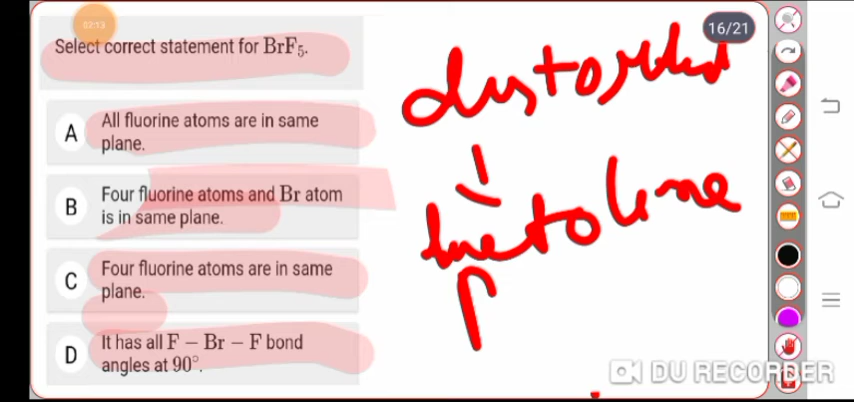 02:13
16/21
Select correct statement for BrF₅.
distorted
A All fluorine atoms are in same
plane.
B Four fluorine atoms and Br atom
is in same plane.
C Four fluorine atoms are in same
plane.
D It has all F – Br – F bond
angles at 90°.
DU RECORDER